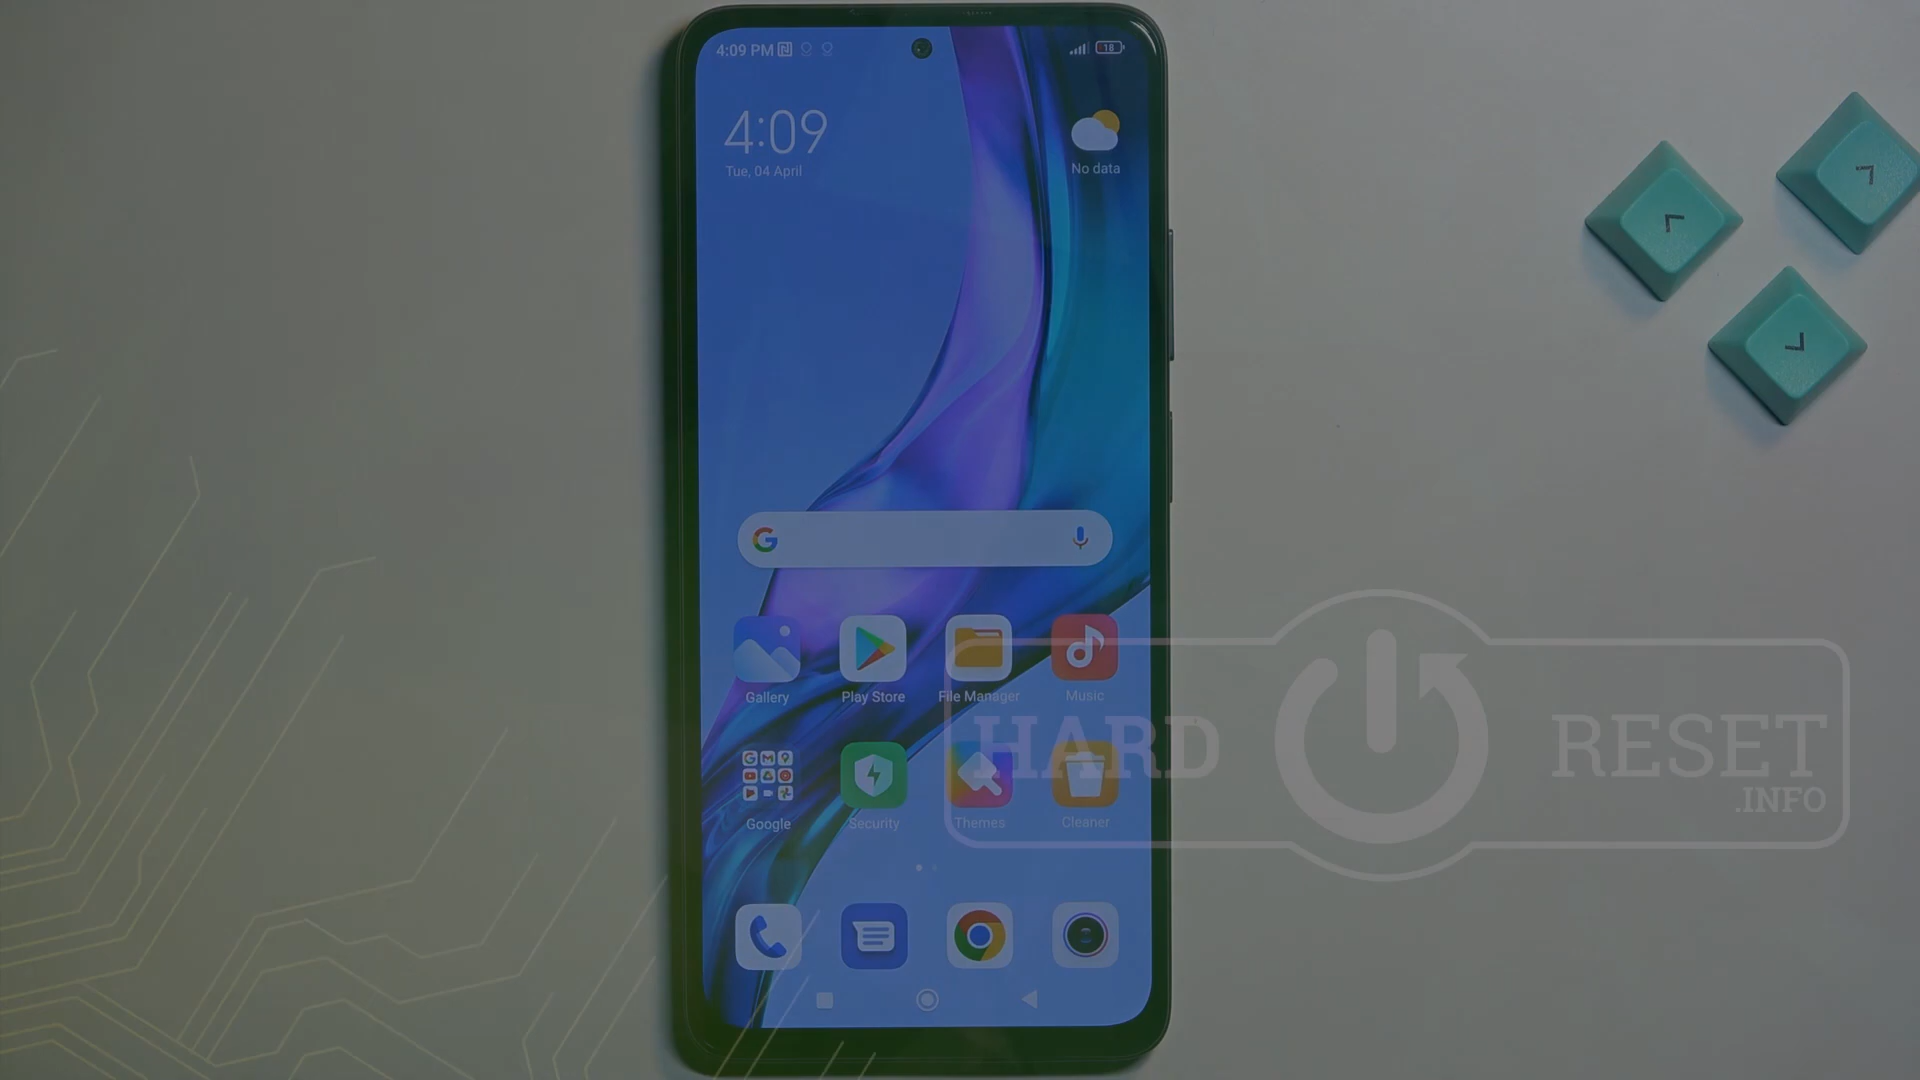 4:09 PM
18
4:09
Tue, 04 April
No data
Gallery
Play Store
File Manager
Music
Google
Security
Themes
Cleaner
HARD RESET
.INFO